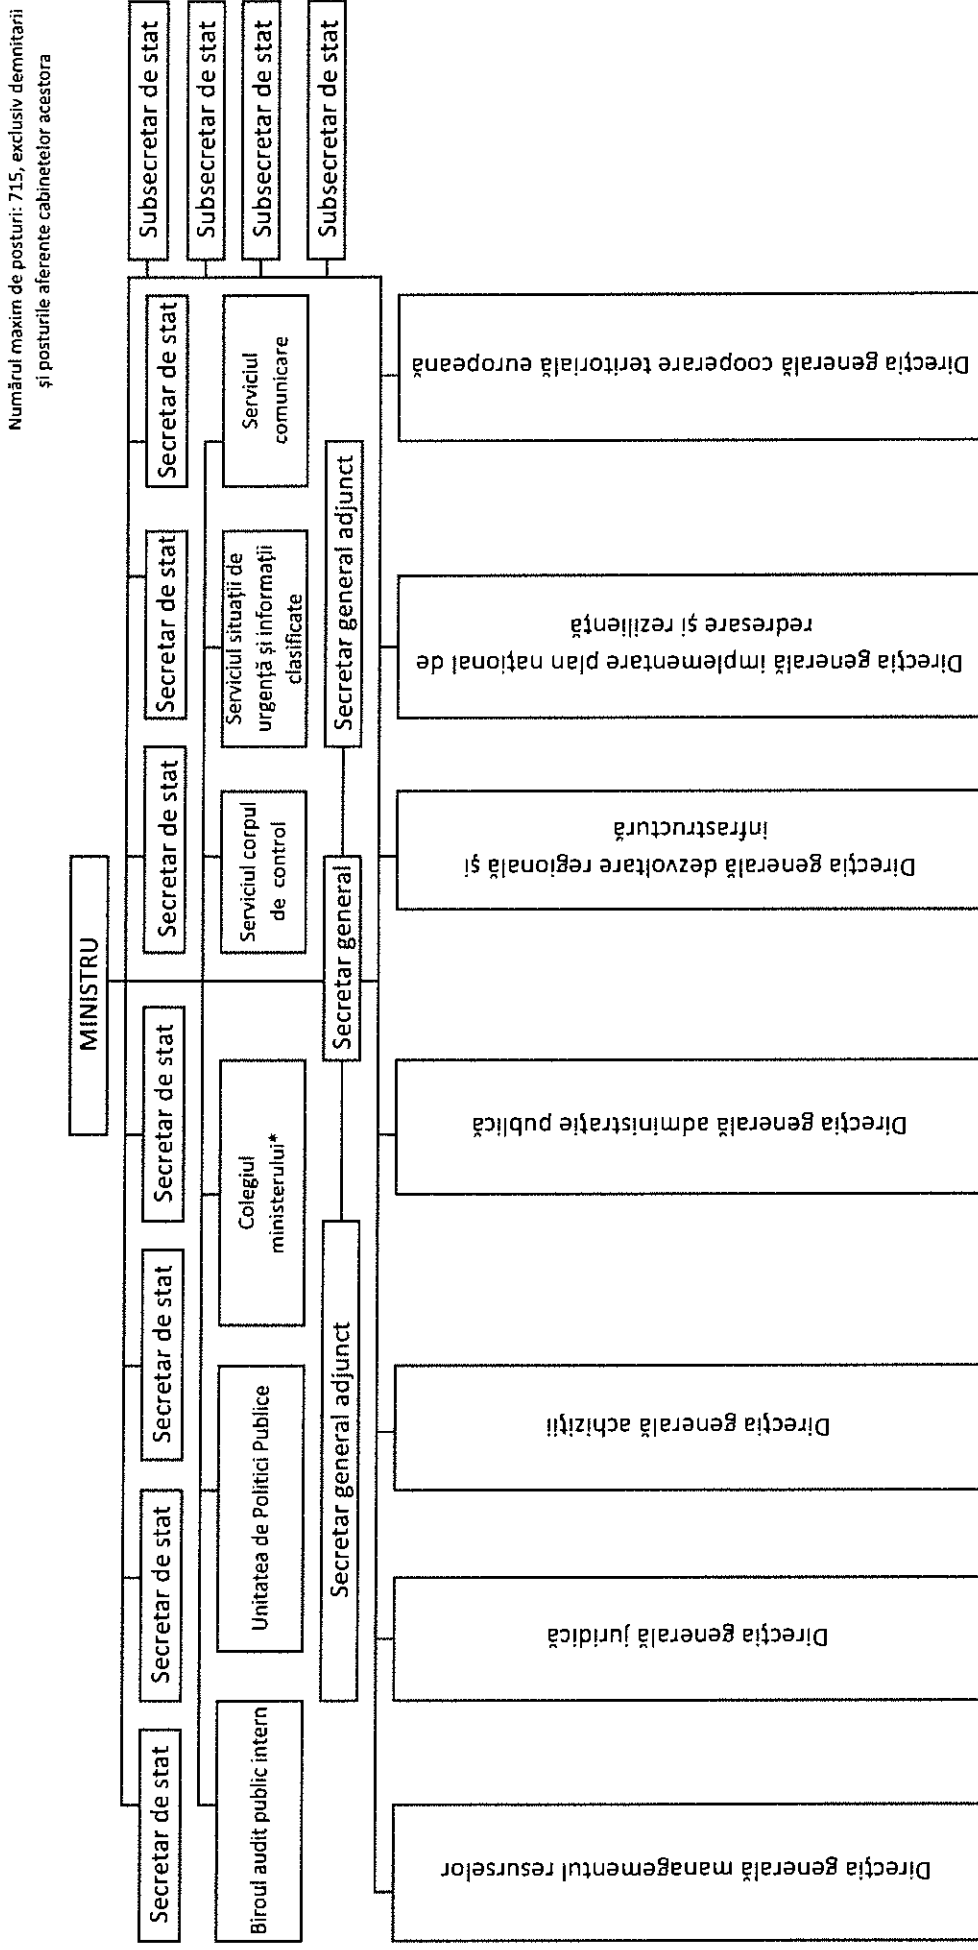 Numărul maxim de posturi: 715, exclusiv demnitarii
și posturile aferente cabinetelor acestora
MINISTRU
Secretar de stat
Secretar de stat
Secretar de stat
Secretar de stat
Secretar de stat
Secretar de stat
Secretar de stat
Subsecretar de stat
Subsecretar de stat
Subsecretar de stat
Subsecretar de stat
Biroul audit public intern
Unitatea de Politici Publice
Colegiul
ministerului*
Serviciul corpul
de control
Serviciul situații de
urgență și informații
clasificate
Serviciul
comunicare
Secretar general adjunct
Secretar general
Secretar general adjunct
Direcția generală managementul resurselor
Direcția generală juridică
Direcția generală achiziții
Direcția generală administrație publică
Direcția generală dezvoltare regională și
infrastructură
Direcția generală implementare plan național de
redresare și reziliență
Direcția generală cooperare teritorială europeană